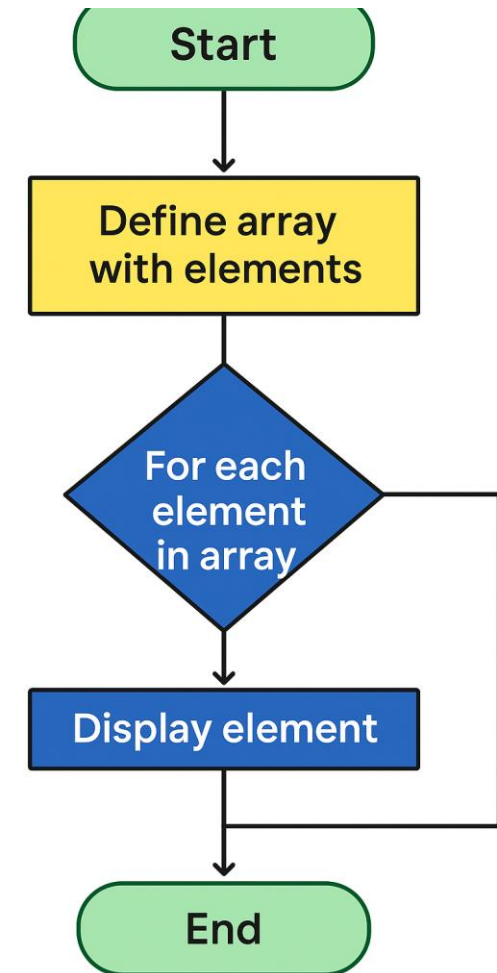 Start
Define array
with elements
For each
element
in array
Display element
End